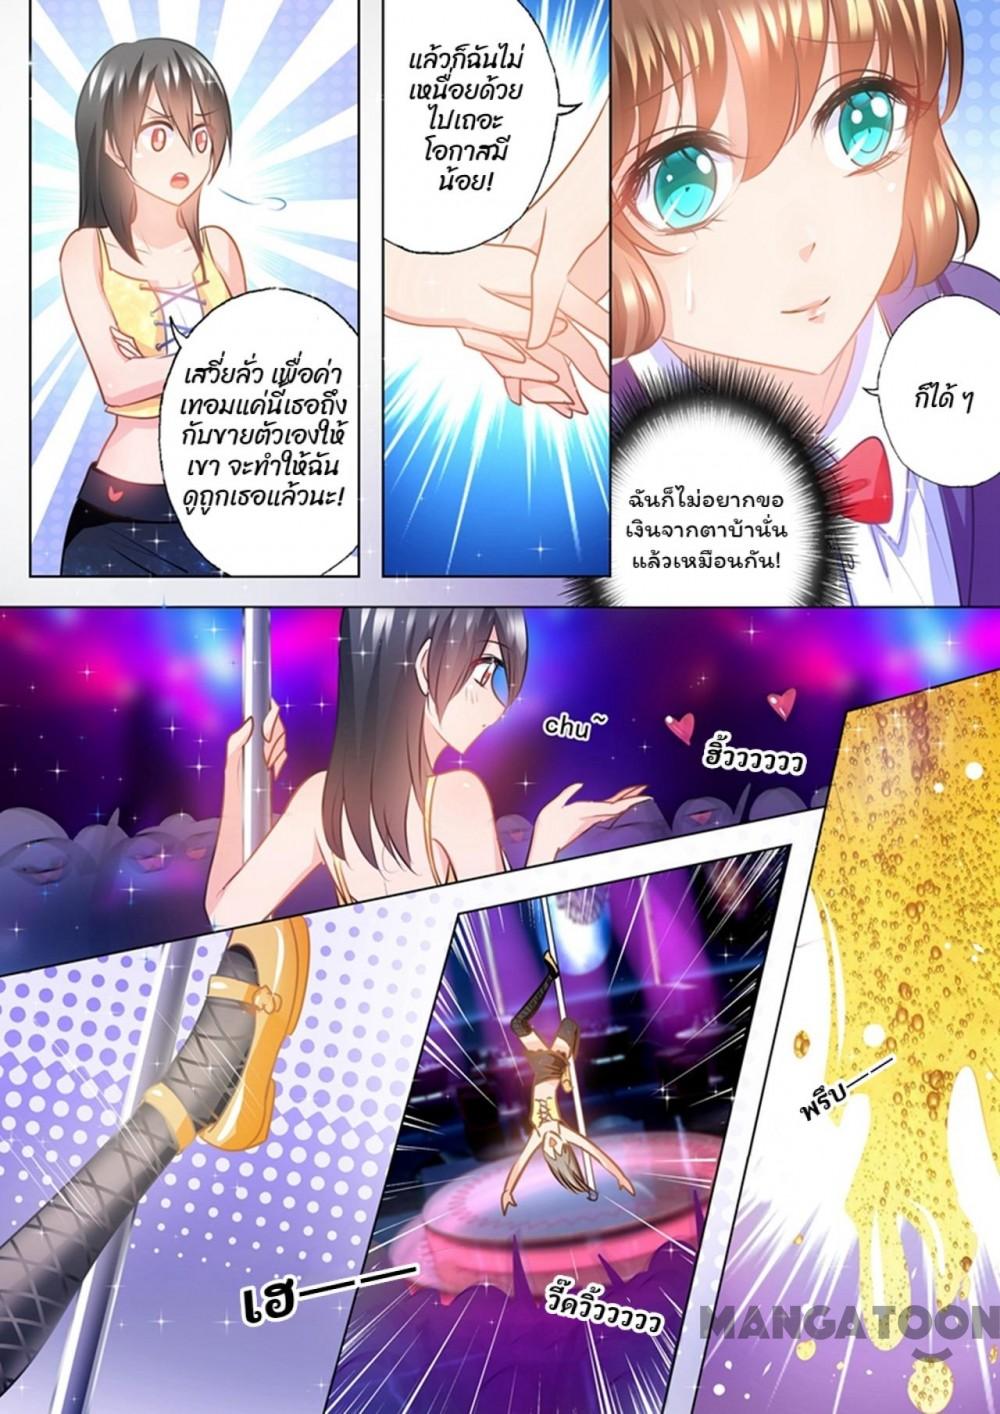 แล้วก็ฉันไม่
เหนื่อยด้วย
ไปเถอะ
โอกาสมี
น้อย!
เสวี่ยลั่ว เพื่อค่า
เทอมแค่นี้เธอถึง
กับขายตัวเองให้
เขา จะทำให้ฉัน
ดูถูกเธอแล้วนะ!
ก็ได้ ๆ
ฉันก็ไม่อยากขอ
เงินจากตาบ้านั่น
แล้วเหมือนกัน!
chu~
ฮิ้วววววว
พรึบ——
เฮ———
วี๊ดวิ้ววววว
MANGATOON